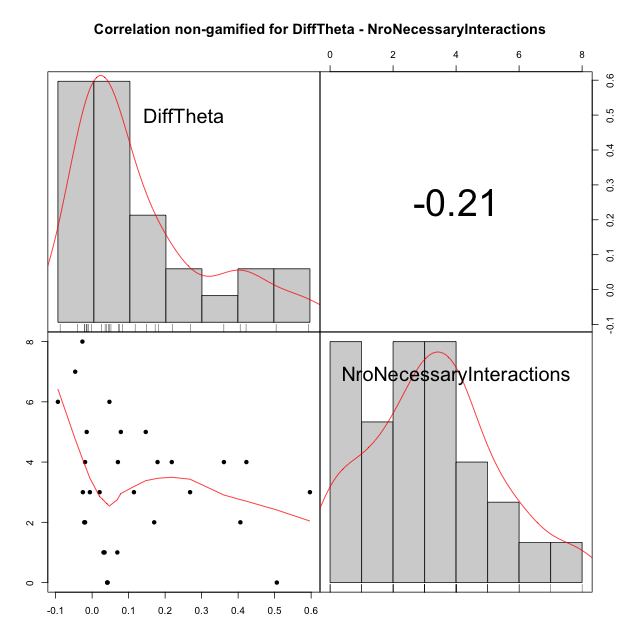 Correlation non-gamified for DiffTheta - NroNecessaryInteractions
0 2 4 6 8
DiffTheta
-0.21
0.6
0.5
0.4
0.3
0.2
0.1
0.0
-0.1
8
6
4
2
0
NroNecessaryInteractions
-0.1 0.0 0.1 0.2 0.3 0.4 0.5 0.6